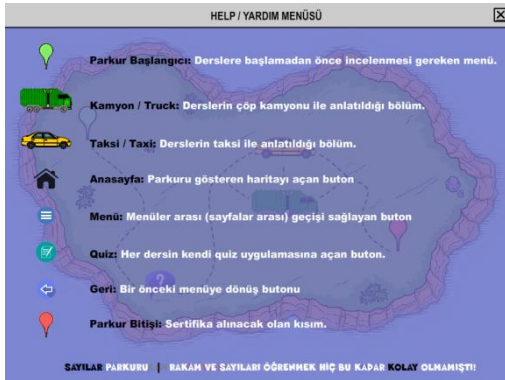 HELP / YARDIM MENÜSÜ
Parkur Başlangıcı: Derslere başlamadan önce incelenmesi gereken menü.
Kamyon / Truck: Derslerin çöp kamyonu ile anlatıldığı bölüm.
Taksi / Taxi: Derslerin taksi ile anlatıldığı bölüm.
Anasayfa: Parkuru gösteren haritayı açan buton
Menü: Menüler arası (sayfalar arası) geçişi sağlayan buton
Quiz: Her dersin kendi quiz uygulamasına açan buton.
Geri: Bir önceki menüye dönüş butonu
Parkur Bitişi: Sertifika alınacak olan kısım.
SAYILAR PARKURU | RAKAM VE SAYILARI ÖĞRENMEK HİÇ BU KADAR KOLAY OLMAMIŞTI!